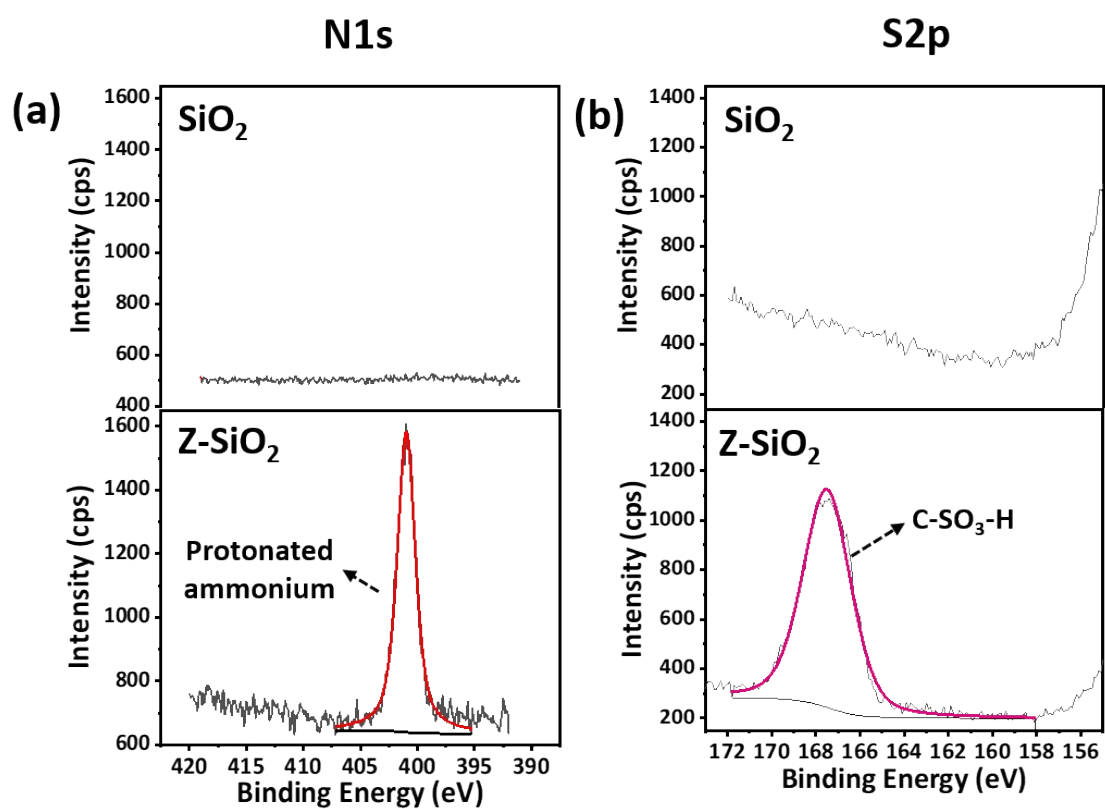 N1s
S2p
(a)
SiO2
Intensity (cps)
1600
1400
1200
1000
800
600
400
Z-SiO2
Protonated
ammonium
Intensity (cps)
1600
1400
1200
1000
800
600
420 415 410 405 400 395 390
Binding Energy (eV)
(b)
SiO2
Intensity (cps)
1400
1200
1000
800
600
400
200
Z-SiO2
C-SO3-H
Intensity (cps)
1400
1200
1000
800
600
400
200
172 170 168 166 164 162 160 158 156
Binding Energy (eV)